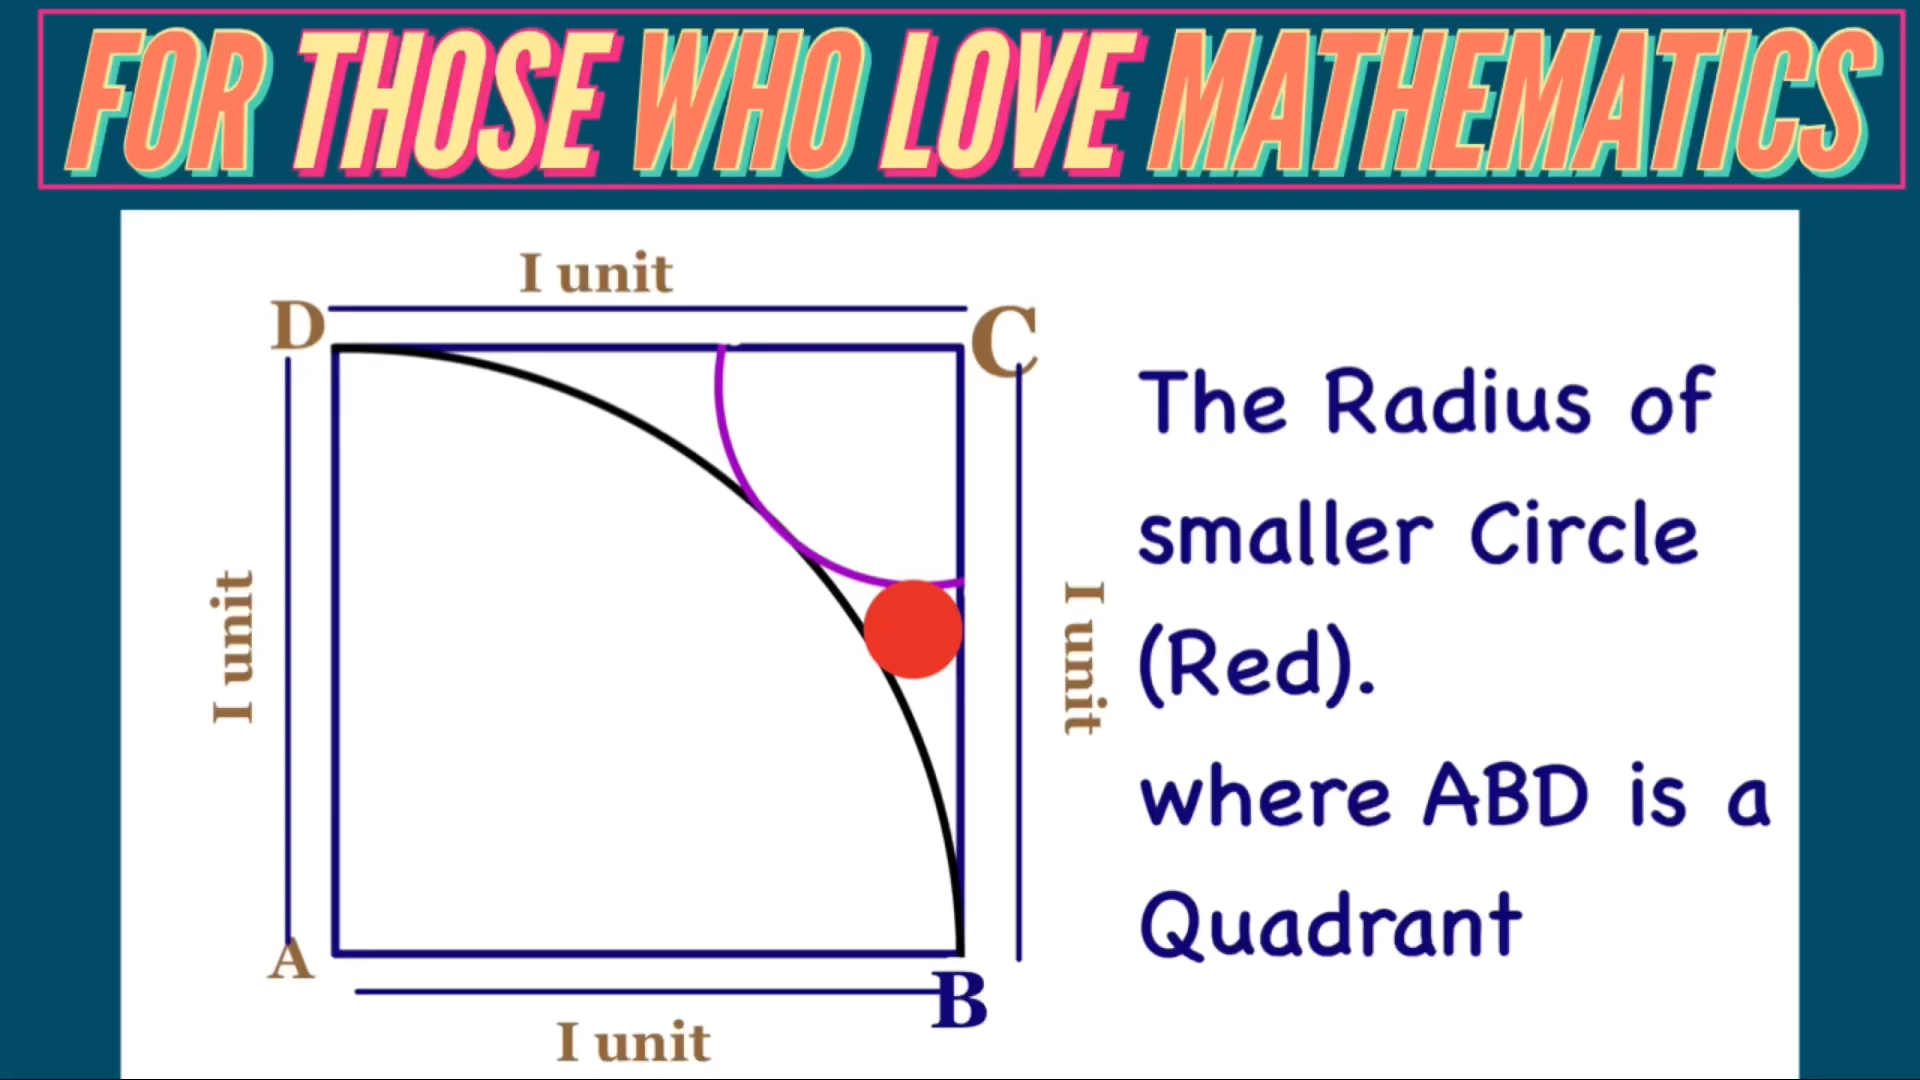 FOR THOSE WHO LOVE MATHEMATICS
I unit
D
C
I unit
I unit
A
B
I unit
The Radius of
smaller Circle
(Red).
where ABD is a
Quadrant